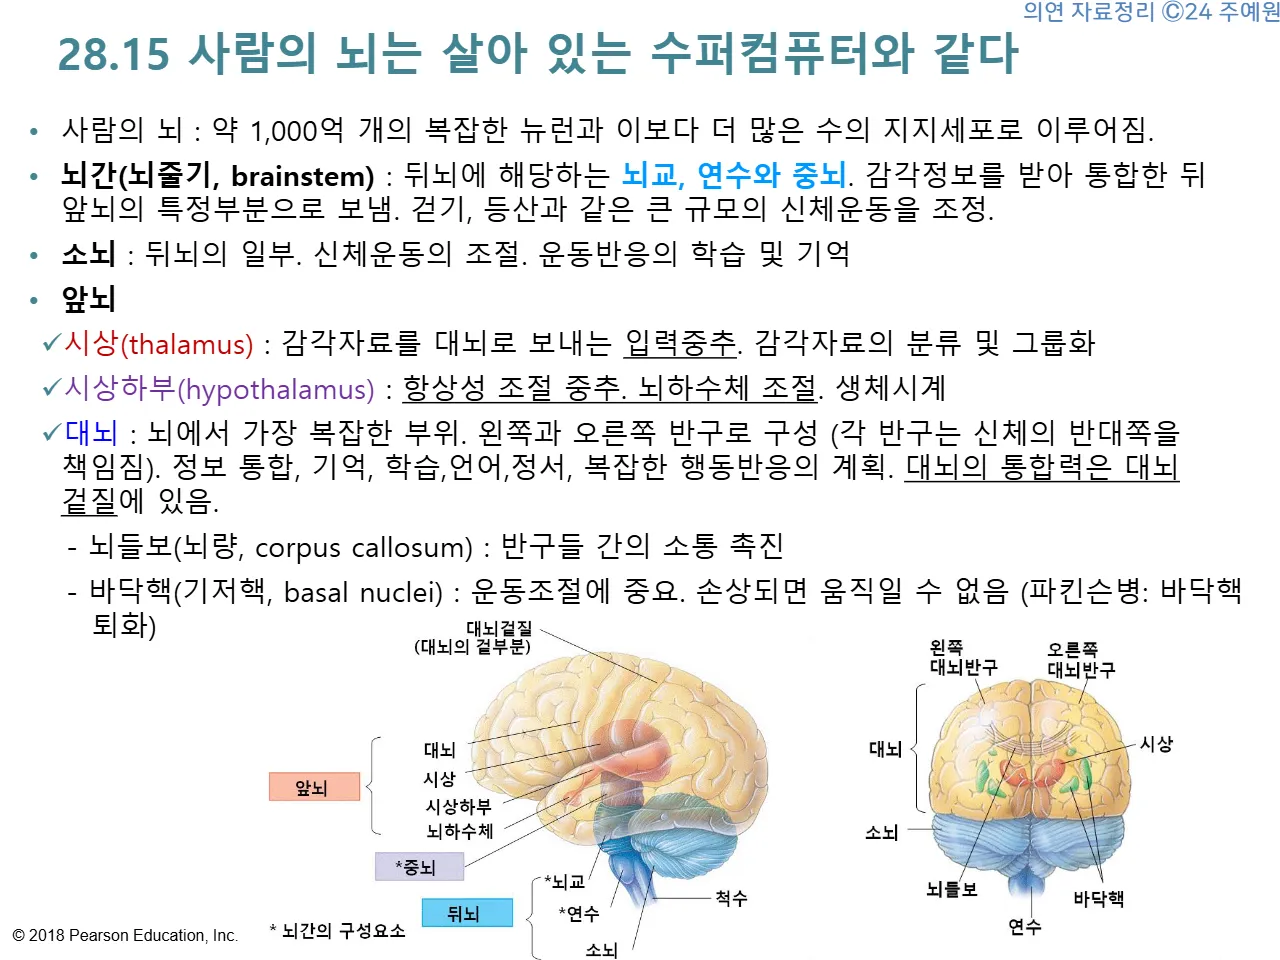 의연 자료정리 ©24 주예원
28.15 사람의 뇌는 살아 있는 수퍼컴퓨터와 같다
• 사람의 뇌 : 약 1,000억 개의 복잡한 뉴런과 이보다 더 많은 수의 지지세포로 이루어짐.
• 뇌간(뇌줄기, brainstem) : 뒤뇌에 해당하는 뇌교, 연수와 중뇌. 감각정보를 받아 통합한 뒤
앞뇌의 특정부분으로 보냄. 걷기, 등산과 같은 큰 규모의 신체운동을 조정.
• 소뇌 : 뒤뇌의 일부. 신체운동의 조절. 운동반응의 학습 및 기억
• 앞뇌
✓시상(thalamus) : 감각자료를 대뇌로 보내는 입력중추. 감각자료의 분류 및 그룹화
✓시상하부(hypothalamus) : 항상성 조절 중추. 뇌하수체 조절. 생체시계
✓대뇌 : 뇌에서 가장 복잡한 부위. 왼쪽과 오른쪽 반구로 구성 (각 반구는 신체의 반대쪽을
책임짐). 정보 통합, 기억, 학습,언어,정서, 복잡한 행동반응의 계획. 대뇌의 통합력은 대뇌
겉질에 있음.
- 뇌들보(뇌량, corpus callosum) : 반구들 간의 소통 촉진
- 바닥핵(기저핵, basal nuclei) : 운동조절에 중요. 손상되면 움직일 수 없음 (파킨슨병: 바닥핵
퇴화)
대뇌겉질
(대뇌의 겉부분)
대뇌
시상
시상하부
뇌하수체
앞뇌
*중뇌
*뇌교
*연수
소뇌
뒤뇌
척수
* 뇌간의 구성요소
왼쪽
대뇌반구
오른쪽
대뇌반구
대뇌
시상
소뇌
뇌들보
바닥핵
연수
© 2018 Pearson Education, Inc.